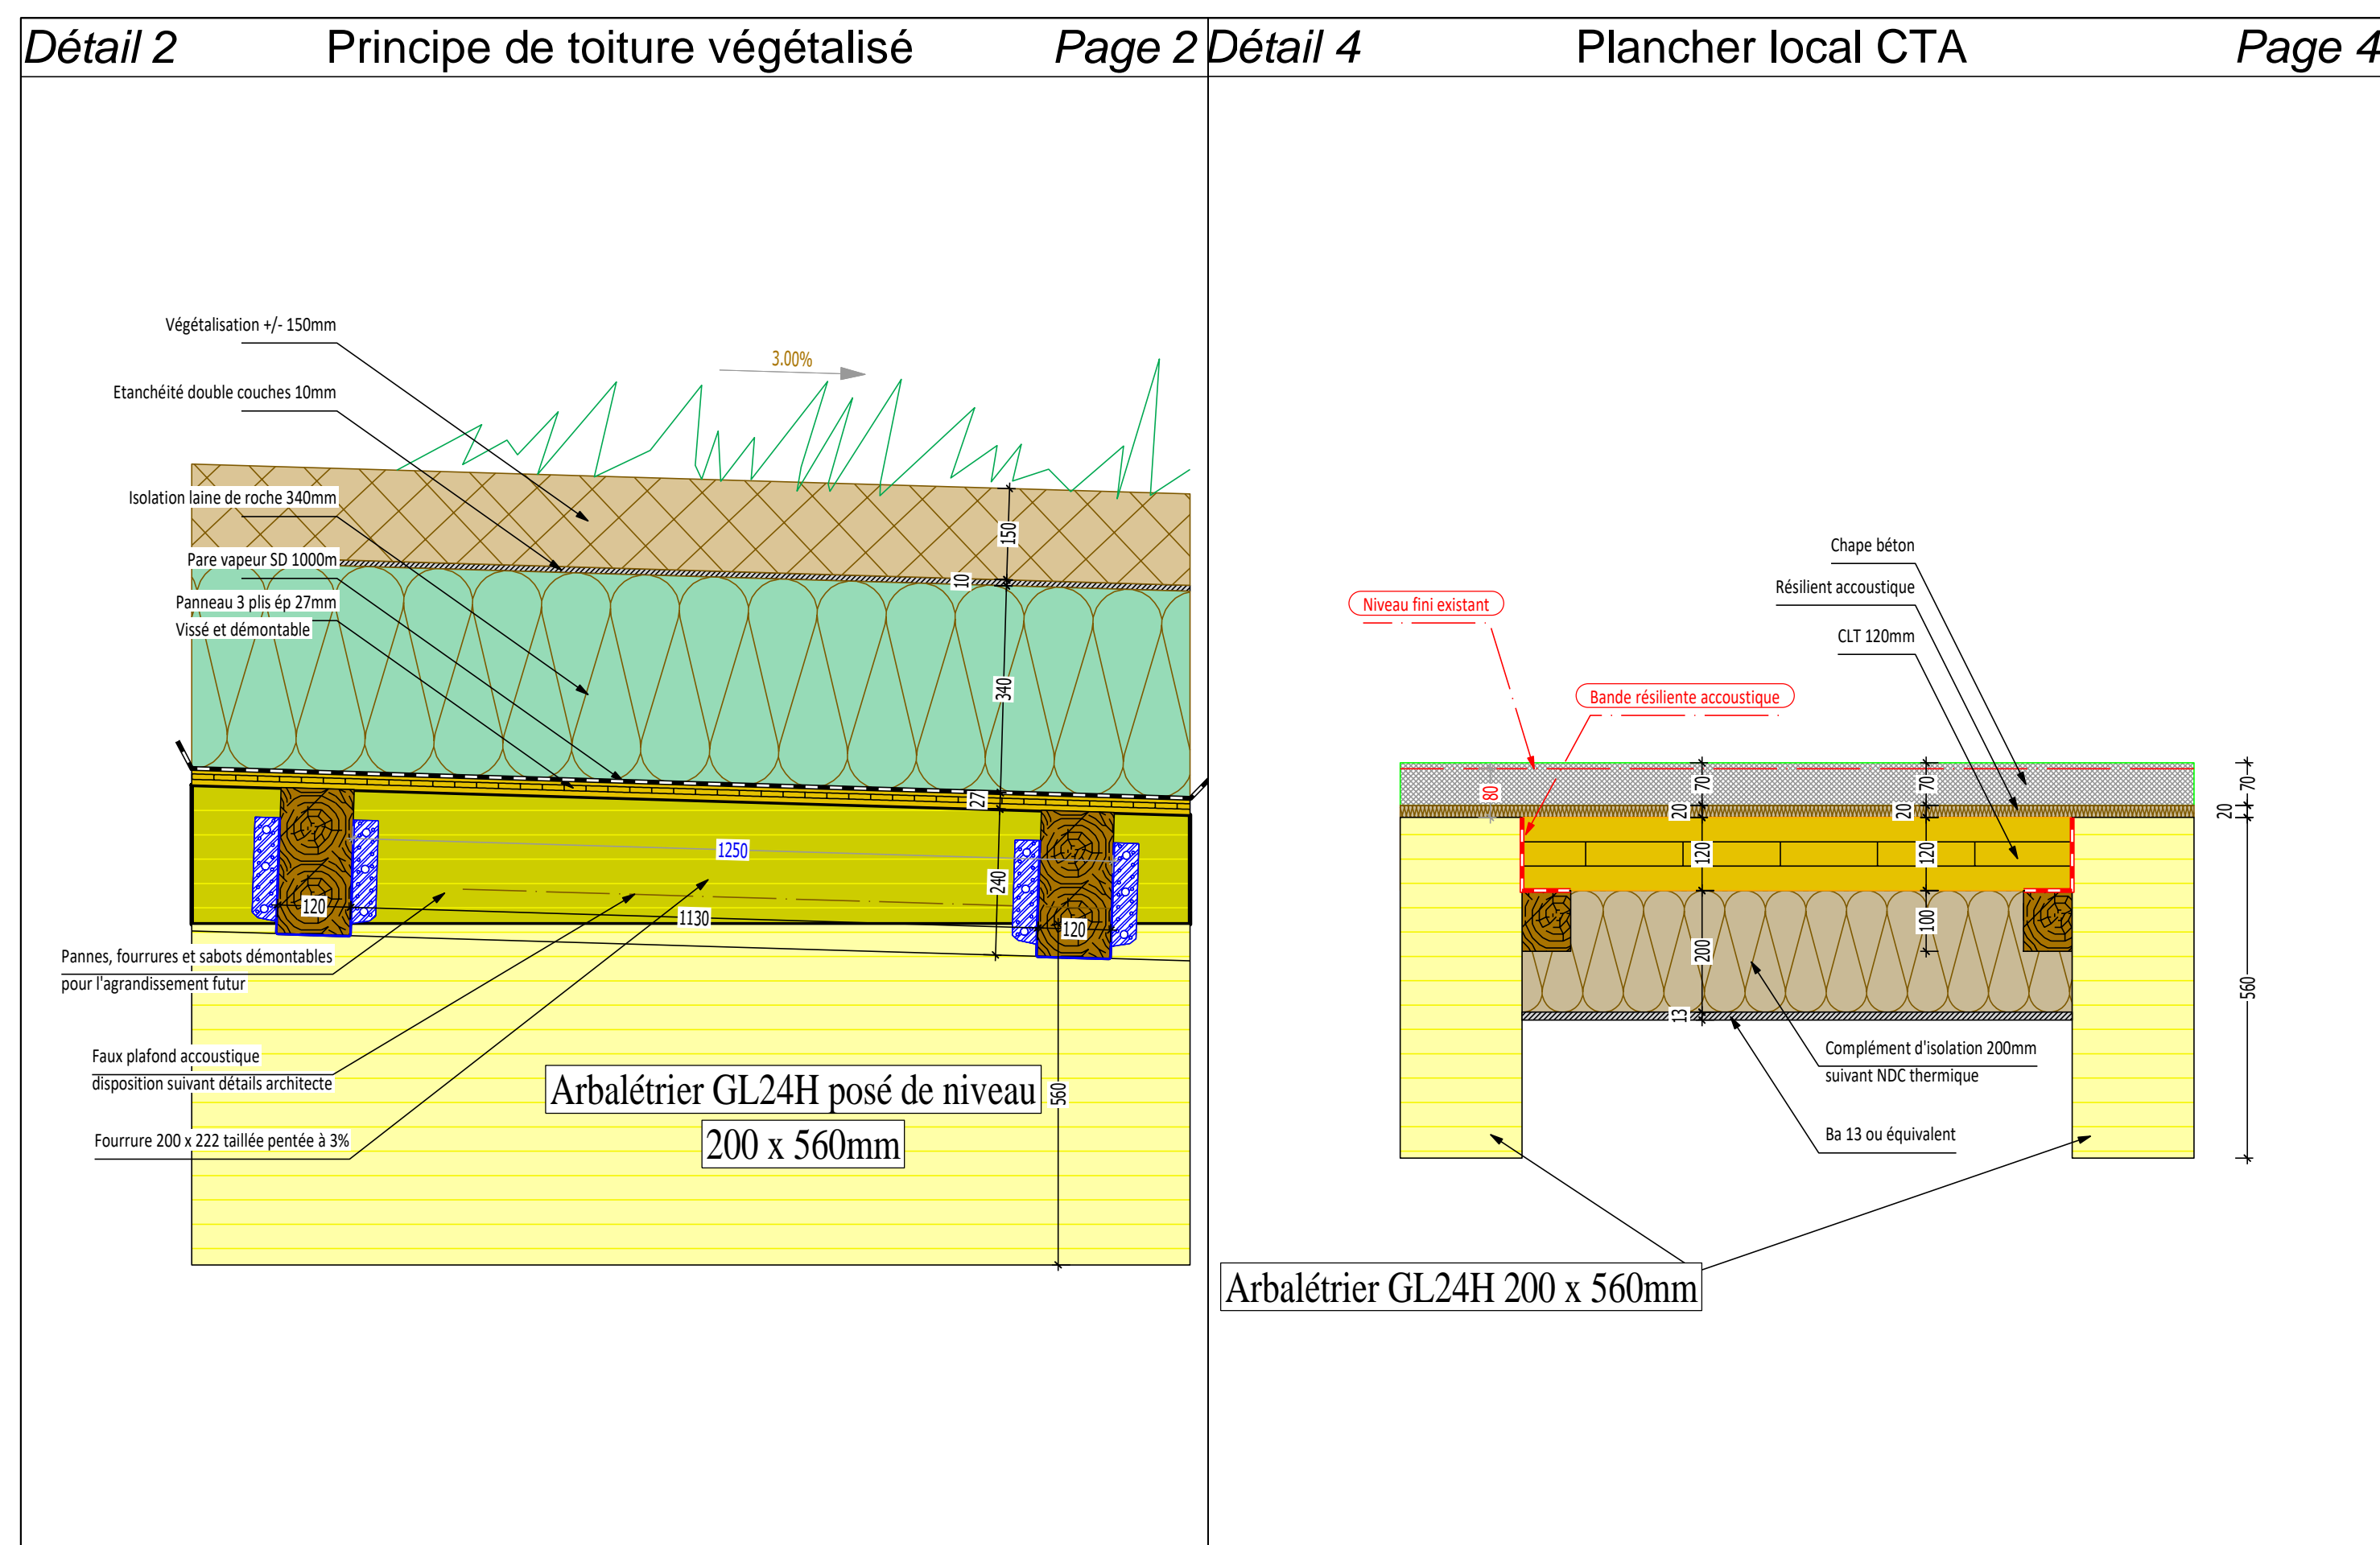 Détail 2 Principe de toiture végétalisé Page 2
Végétalisation +/- 150mm
3.00%
Etanchéité double couches 10mm
Isolation laine de roche 340mm
150
Pare vapeur SD 1000m
10
Panneau 3 plis ép 27mm
Vissé et démontable
340
27
1250
240
120
1130
120
Pannes, fourrures et sabots démontables
pour l'agrandissement futur
Faux plafond accoustique
disposition suivant détails architecte
Arbalétrier GL24H posé de niveau
560
200 x 560mm
Fourrure 200 x 222 taillée pentée à 3%
Détail 4 Plancher local CTA Page 4
Chape béton
Résilient accoustique
Niveau fini existant
CLT 120mm
Bande résiliente accoustique
80
70
70
70
20
20
20
120
120
100
200
560
13
Complément d'isolation 200mm
suivant NDC thermique
Ba 13 ou équivalent
Arbalétrier GL24H 200 x 560mm